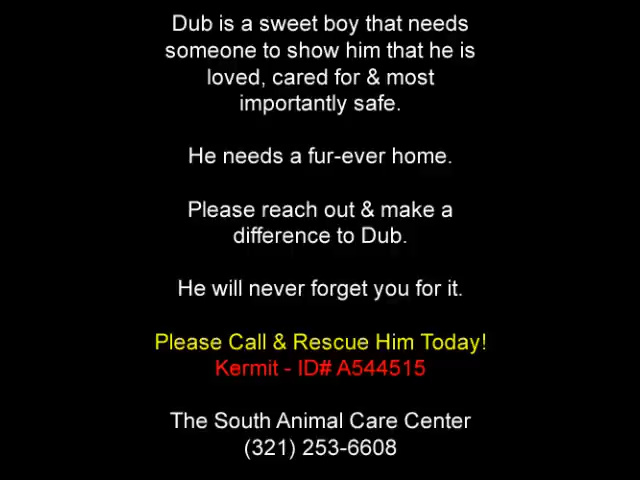 Dub is a sweet boy that needs
someone to show him that he is
loved, cared for & most
importantly safe.
He needs a fur-ever home.
Please reach out & make a
difference to Dub.
He will never forget you for it.
Please Call & Rescue Him Today!
Kermit - ID# A544515
The South Animal Care Center
(321) 253-6608